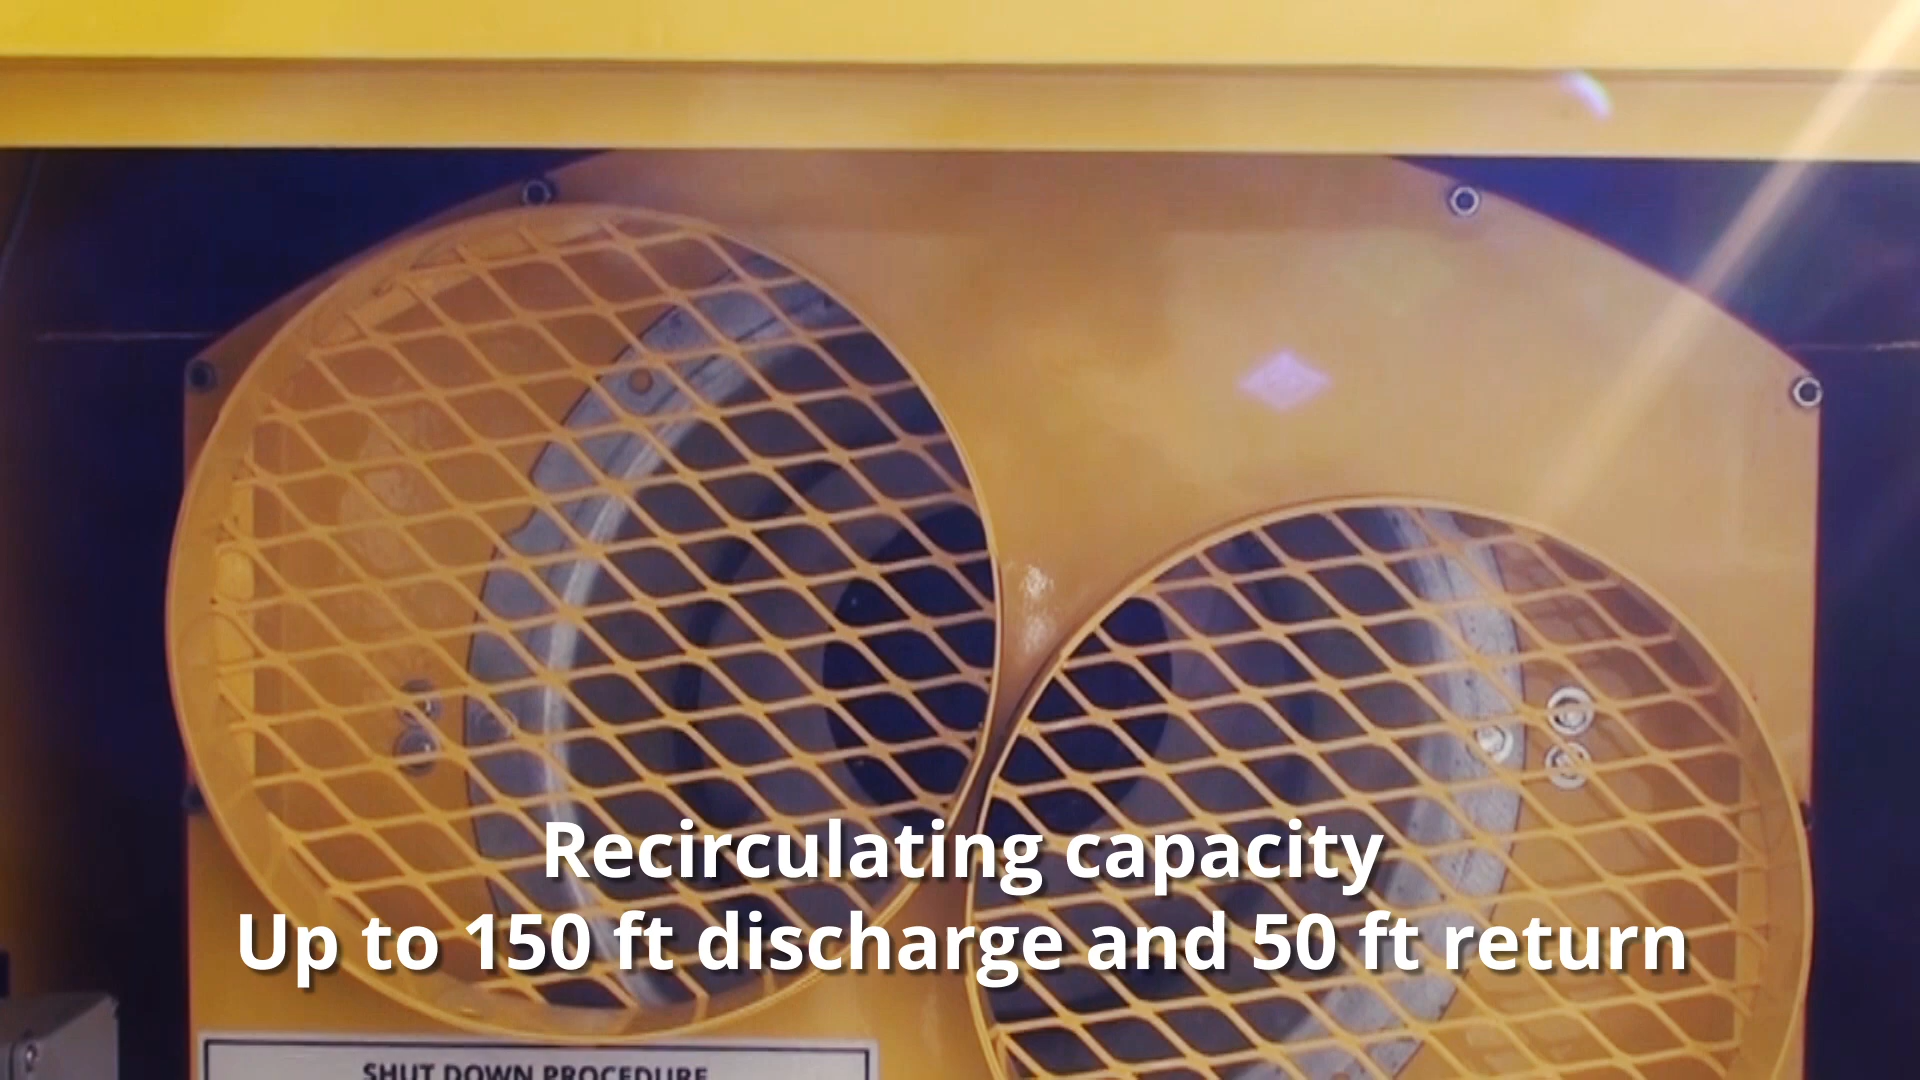 Recirculating capacity
Up to 150 ft discharge and 50 ft return
SHUT DOWN PROCEDURE